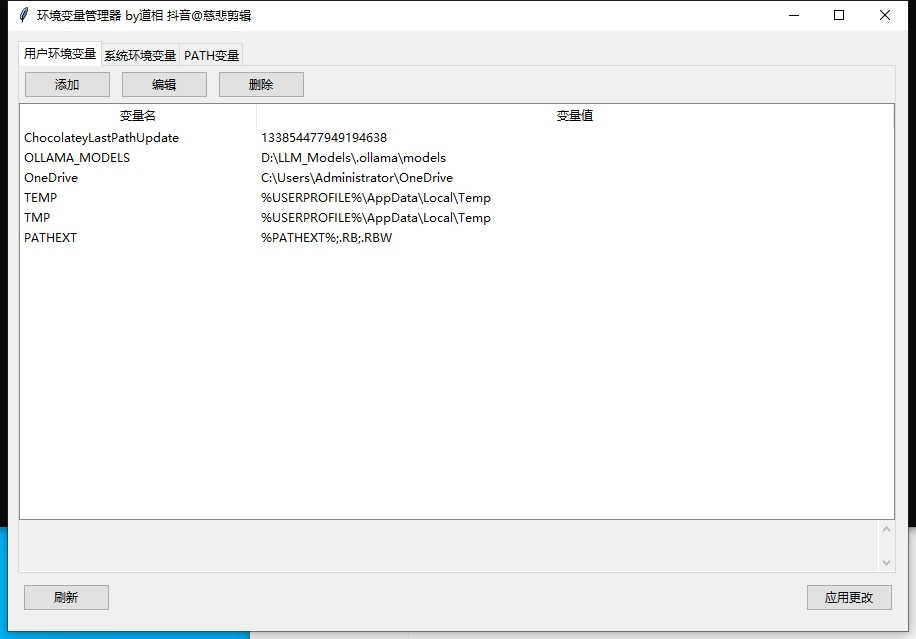 环境变量管理器 by道相 抖音@慈悲剪辑
用户环境变量 系统环境变量 PATH变量
添加 编辑 删除
变量名 变量值
ChocolateyLastPathUpdate 133854477949194638
OLLAMA_MODELS D:\LLM_Models\.ollama\models
OneDrive C:\Users\Administrator\OneDrive
TEMP %USERPROFILE%\AppData\Local\Temp
TMP %USERPROFILE%\AppData\Local\Temp
PATHEXT %PATHEXT%;.RB;.RBW
刷新 应用更改